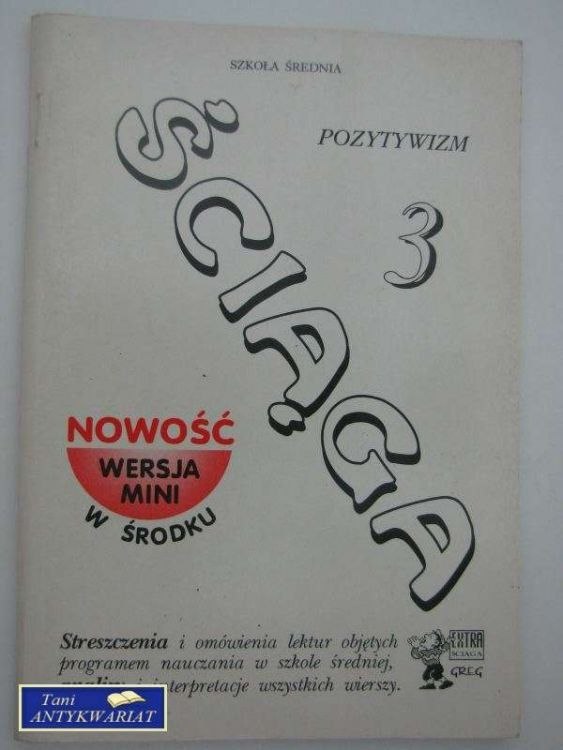 SZKOŁA ŚREDNIA
POZYTYWIZM
3
ŚCIĄGA
NOWOŚĆ
WERSJA
MINI
W ŚRODKU
Streszczenia i omówienia lektur objętych
programem nauczania w szkole średniej,
analizy i interpretacje wszystkich wierszy.
EXTRA
ŚCIĄGA
GREG
Tani
ANTYKWARIAT